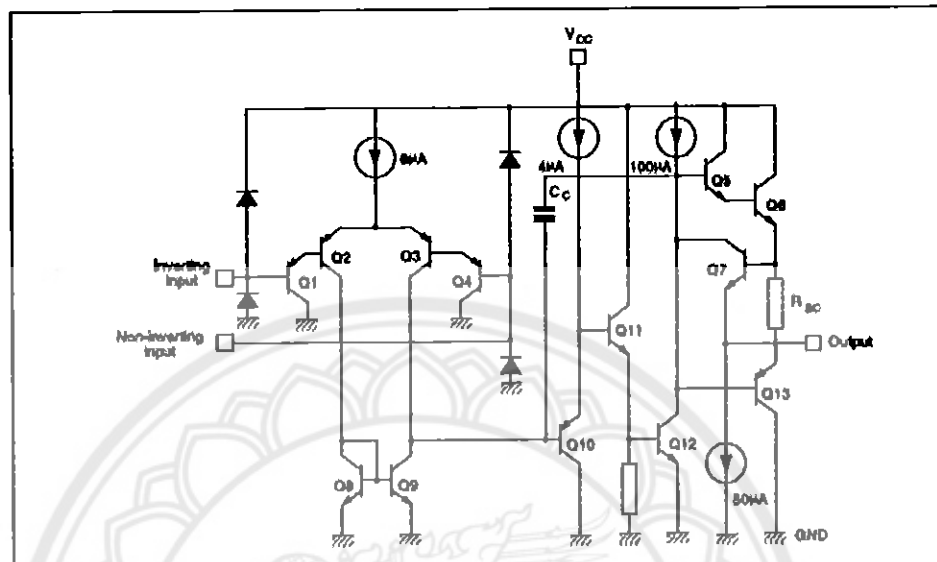 VCC
6μA
4μA
100μA
CC
Q5
Q6
Inverting
Input
Q1
Q2
Q3
Q4
Q7
RSC
Non-inverting
Input
Q11
Output
Q13
Q10
Q12
Q8
Q9
50μA
GND